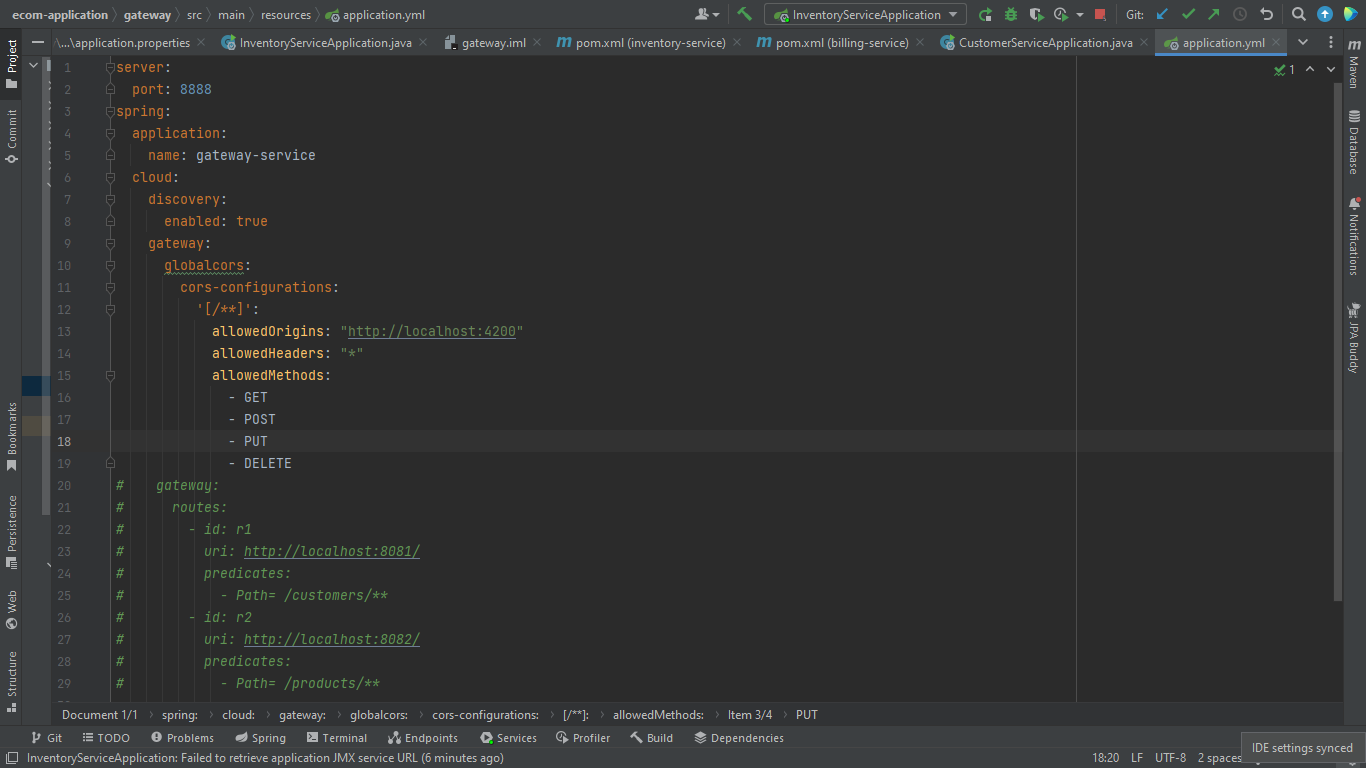 ecom-application gateway src main resources application.yml InventoryServiceApplication Git:
\...\application.properties InventoryServiceApplication.java gateway.iml pom.xml (inventory-service) pom.xml (billing-service) CustomerServiceApplication.java application.yml
Project
Commit
Bookmarks
Persistence
Web
Structure
1 server:
2 port: 8888
3 spring:
4 application:
5 name: gateway-service
6 cloud:
7 discovery:
8 enabled: true
9 gateway:
10 globalcors:
11 cors-configurations:
12 '[/**]':
13 allowedOrigins: "http://localhost:4200"
14 allowedHeaders: "*"
15 allowedMethods:
16 - GET
17 - POST
18 - PUT
19 - DELETE
20 # gateway:
21 # routes:
22 # - id: r1
23 # uri: http://localhost:8081/
24 # predicates:
25 # - Path= /customers/**
26 # - id: r2
27 # uri: http://localhost:8082/
28 # predicates:
29 # - Path= /products/**
1
Maven
Database
Notifications
JPA Buddy
Document 1/1 spring: cloud: gateway: globalcors: cors-configurations: [/**]: allowedMethods: Item 3/4 PUT
Git TODO Problems Spring Terminal Endpoints Services Profiler Build Dependencies
IDE settings synced
InventoryServiceApplication: Failed to retrieve application JMX service URL (6 minutes ago) 18:20 LF UTF-8 2 spaces